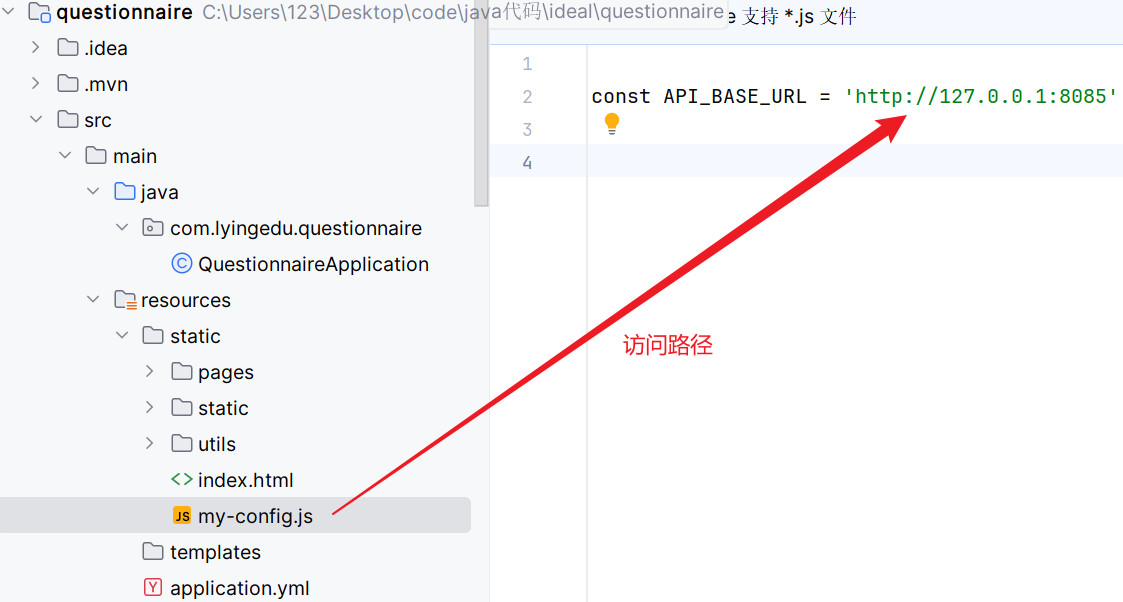 questionnaire C:\Users\123\Desktop\code\java代码\ideal\questionnaire
e 支持 *.js 文件
.idea
.mvn
src
main
java
com.lyingedu.questionnaire
C QuestionnaireApplication
resources
static
pages
static
utils
<> index.html
JS my-config.js
templates
Y application.yml
1
2 const API_BASE_URL = 'http://127.0.0.1:8085'
3
4
访问路径